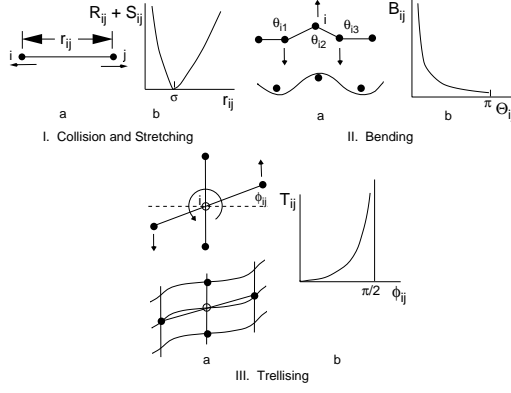 R_ij + S_ij
r_ij
i
j
σ
r_ij
a
b
I. Collision and Stretching
θ_i1
i
θ_i2
θ_i3
B_ij
π
Θ_i
a
b
II. Bending
i
ϕ_ij
T_ij
π/2
ϕ_ij
a
b
III. Trellising